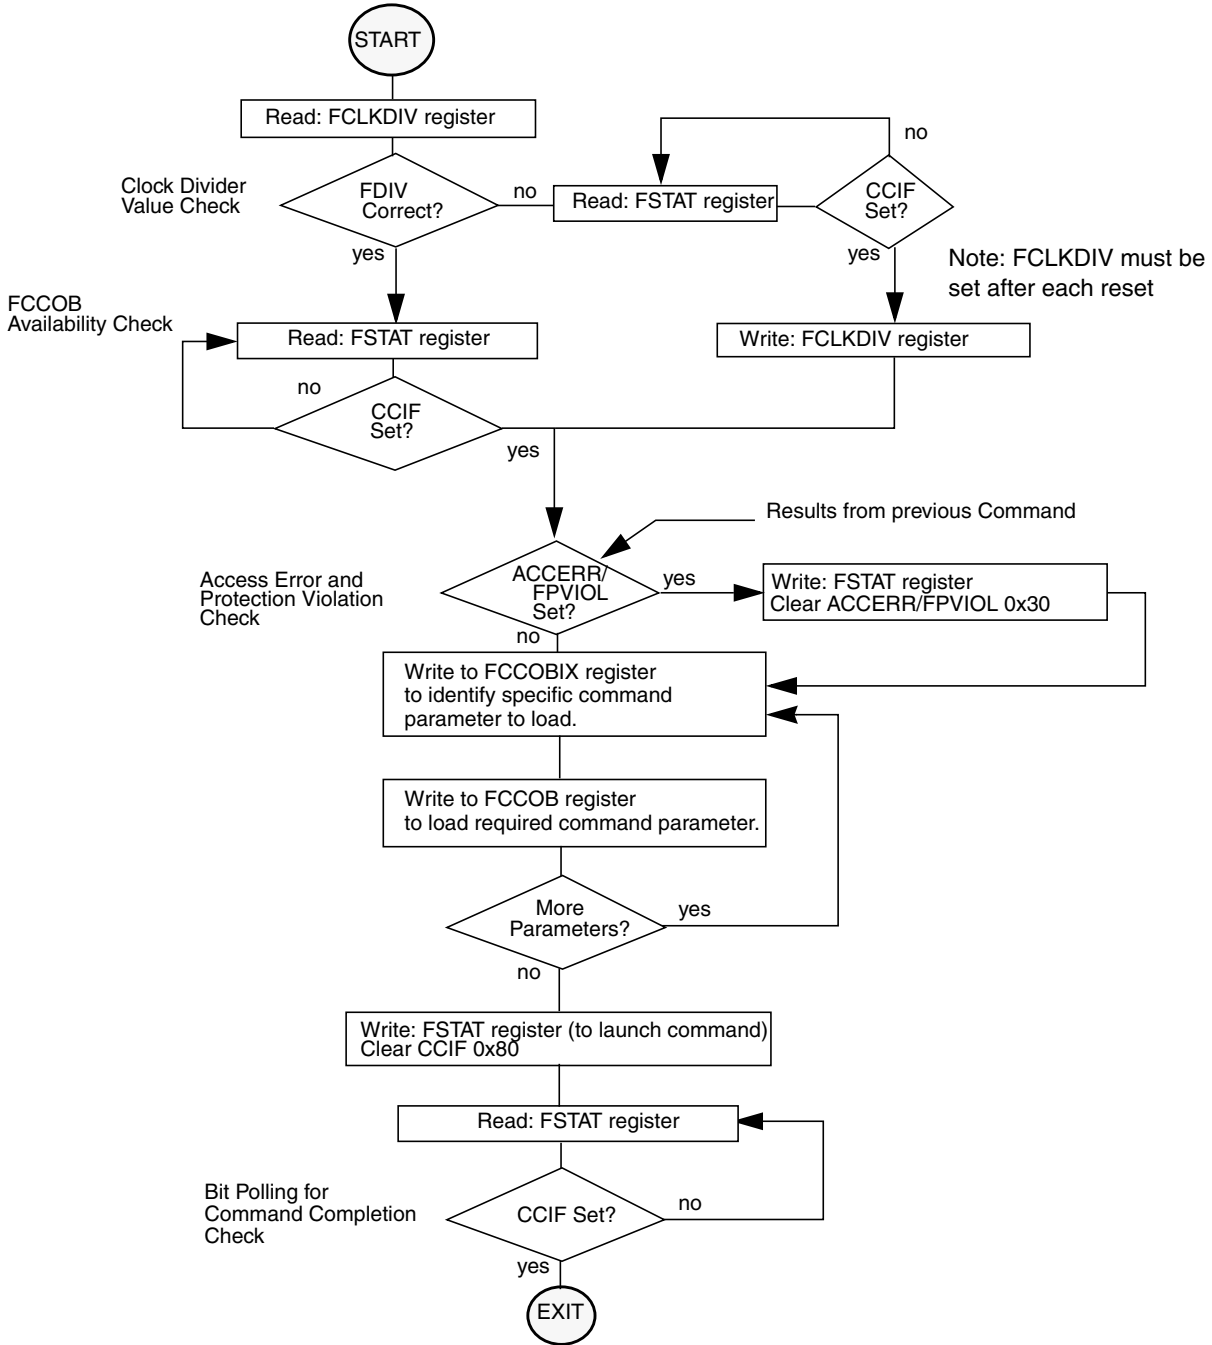 START
Read: FCLKDIV register
no
Clock Divider
Value Check
FDIV
Correct?
no
Read: FSTAT register
CCIF
Set?
yes
yes
Note: FCLKDIV must be
set after each reset
FCCOB
Availability Check
Read: FSTAT register
Write: FCLKDIV register
no
CCIF
Set?
yes
Results from previous Command
Access Error and
Protection Violation
Check
ACCERR/
FPVIOL
Set?
yes
Write: FSTAT register
Clear ACCERR/FPVIOL 0x30
no
Write to FCCOBIX register
to identify specific command
parameter to load.
Write to FCCOB register
to load required command parameter.
More
Parameters?
yes
no
Write: FSTAT register (to launch command)
Clear CCIF 0x80
Read: FSTAT register
Bit Polling for
Command Completion
Check
CCIF Set?
no
yes
EXIT